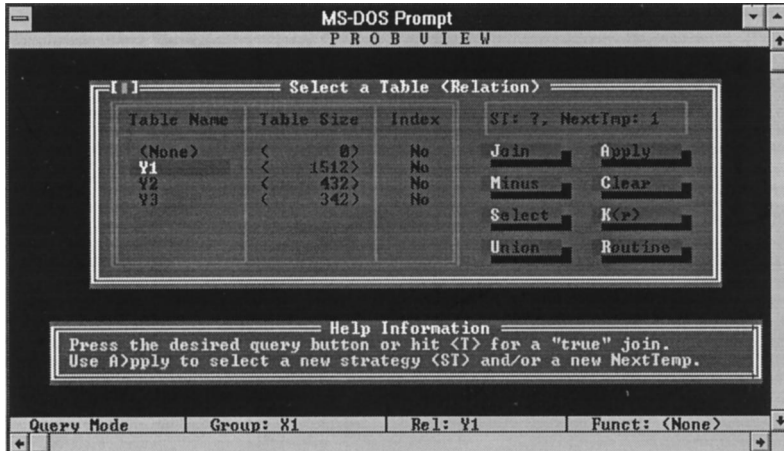 MS-DOS Prompt
P R O B V I E W
Select a Table (Relation)
Table Name Table Size Index
ST: ?, NextTmp: 1
(None) ( 0) No
Y1 ( 1512) No
Y2 ( 432) No
Y3 ( 342) No
Join Apply
Minus Clear
Select K(r)
Union Routine
Help Information
Press the desired query button or hit <T> for a "true" join.
Use A)pply to select a new strategy (ST) and/or a new NextTemp.
Query Mode Group: X1 Rel: Y1 Funct: (None)